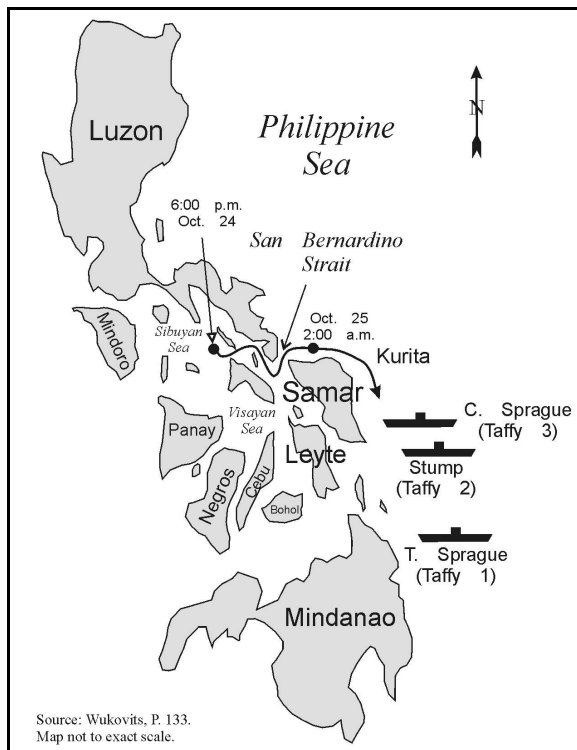 Luzon
Philippine
Sea
N
6:00 p.m.
Oct. 24
San Bernardino
Strait
Oct. 25
2:00 a.m.
Mindoro
Sibuyan
Sea
Kurita
Samar
C. Sprague
(Taffy 3)
Visayan
Sea
Panay
Leyte
Stump
(Taffy 2)
Negros
Cebu
Bohol
T. Sprague
(Taffy 1)
Mindanao
Source: Wukovits, P. 133.
Map not to exact scale.